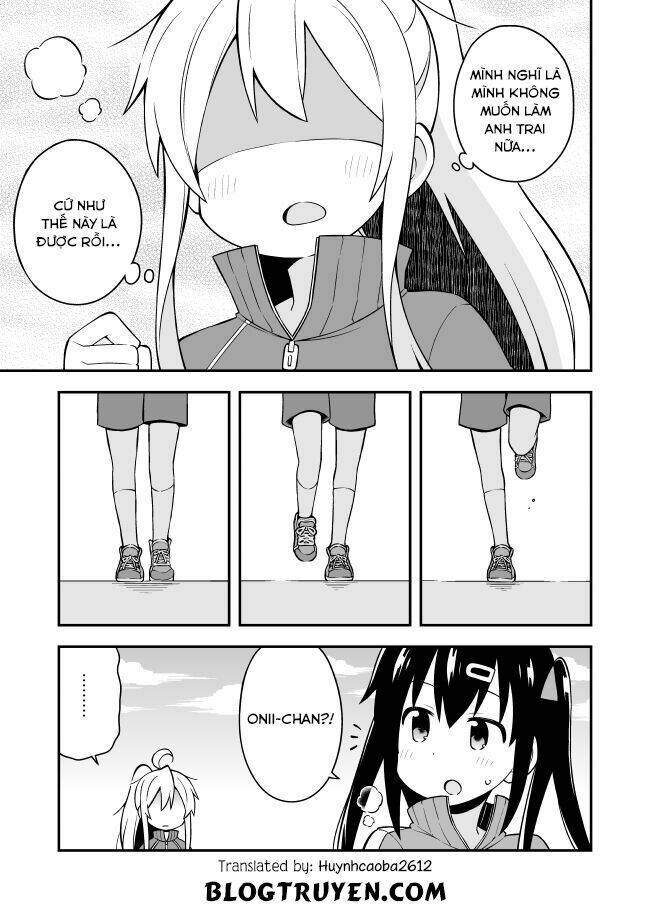 MÌNH NGHĨ LÀ
MÌNH KHÔNG
MUỐN LÀM
ANH TRAI
NỮA...
CỨ NHƯ
THẾ NÀY LÀ
ĐƯỢC RỒI...
ONII-CHAN?!
.........
Translated by: Huynhcaoba2612
BLOGTRUYEN.COM